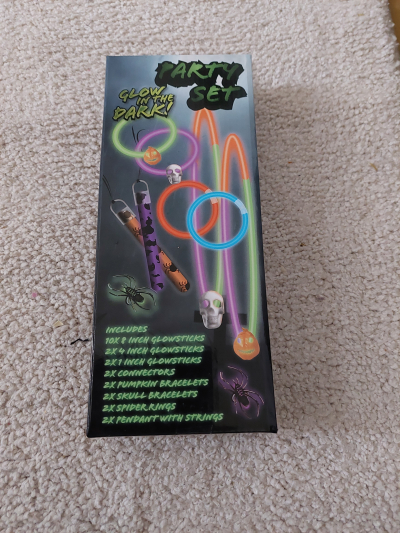 PARTY
SET
GLOW
IN THE
DARK!
INCLUDES
10X 8 INCH GLOWSTICKS
2X 4 INCH GLOWSTICKS
2X 1 INCH GLOWSTICKS
2X CONNECTORS
2X PUMPKIN BRACELETS
2X SKULL BRACELETS
2X SPIDER RINGS
2X PENDANT WITH STRINGS